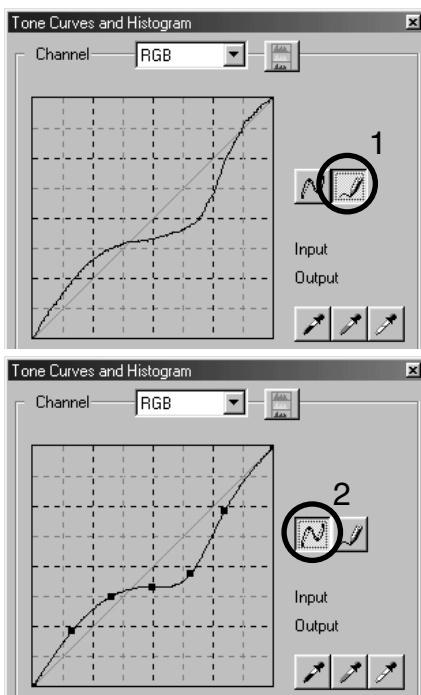 Tone Curves and Histogram
Channel RGB
1
Input
Output
Tone Curves and Histogram
Channel RGB
2
Input
Output